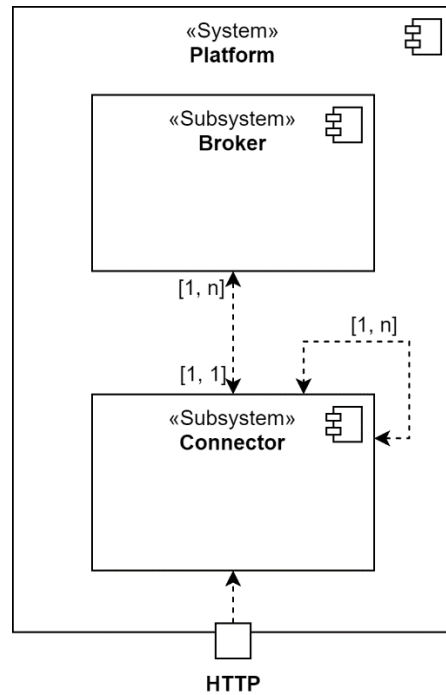 «System»
Platform
«Subsystem»
Broker
[1, n]
[1, n]
[1, 1]
«Subsystem»
Connector
HTTP